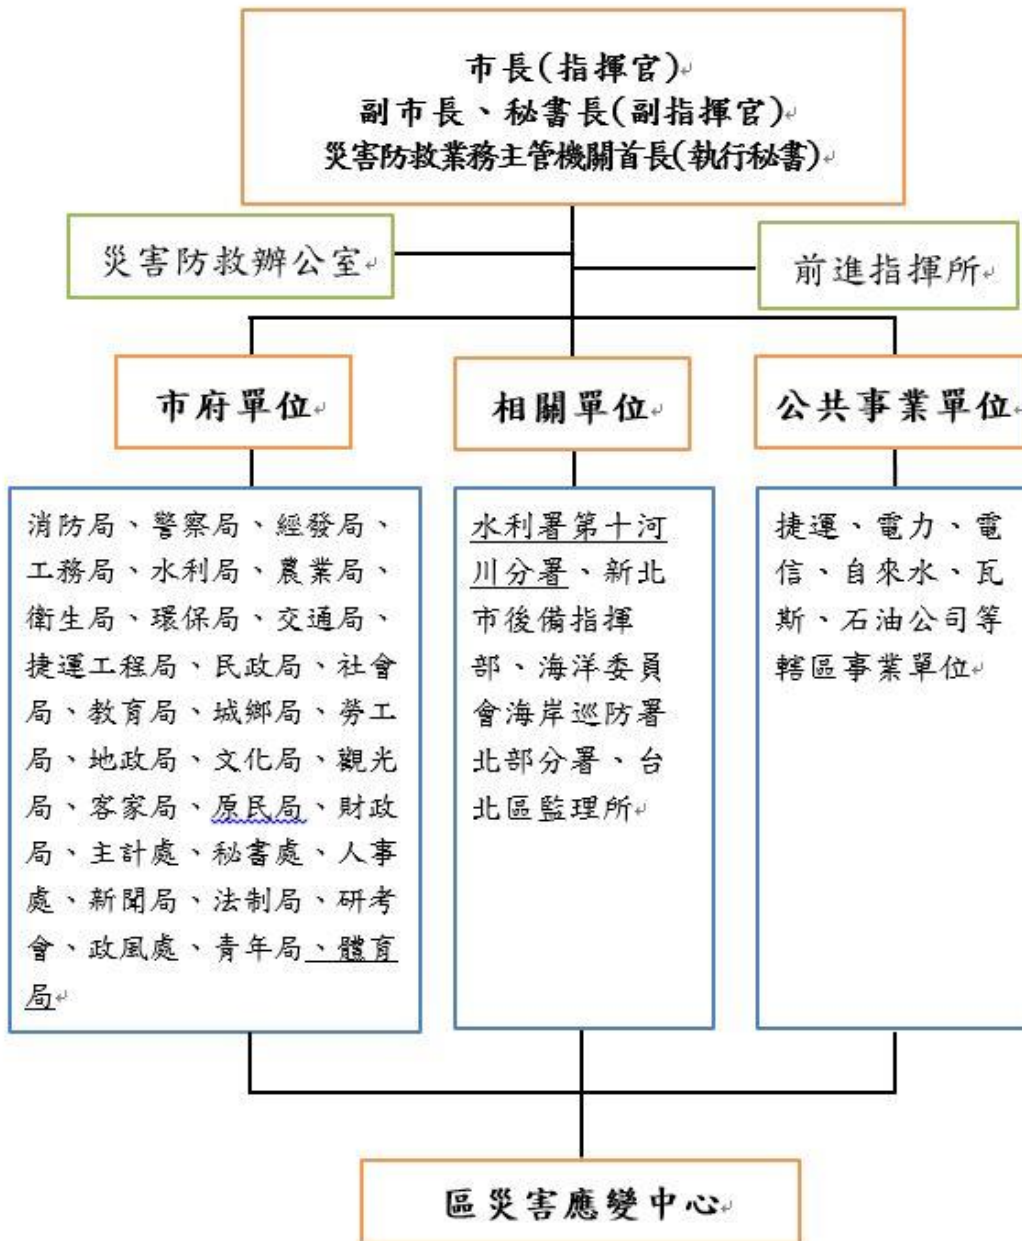 市長(指揮官)
副市長、秘書長(副指揮官)
災害防救業務主管機關首長(執行秘書)
災害防救辦公室
前進指揮所
市府單位
相關單位
公共事業單位
消防局、警察局、經發局、
工務局、水利局、農業局、
衛生局、環保局、交通局、
捷運工程局、民政局、社會
局、教育局、城鄉局、勞工
局、地政局、文化局、觀光
局、客家局、原民局、財政
局、主計處、秘書處、人事
處、新聞局、法制局、研考
會、政風處、青年局、體育
局
水利署第十河
川分署、新北
市後備指揮
部、海洋委員
會海岸巡防署
北部分署、台
北區監理所
捷運、電力、電
信、自來水、瓦
斯、石油公司等
轄區事業單位
區災害應變中心